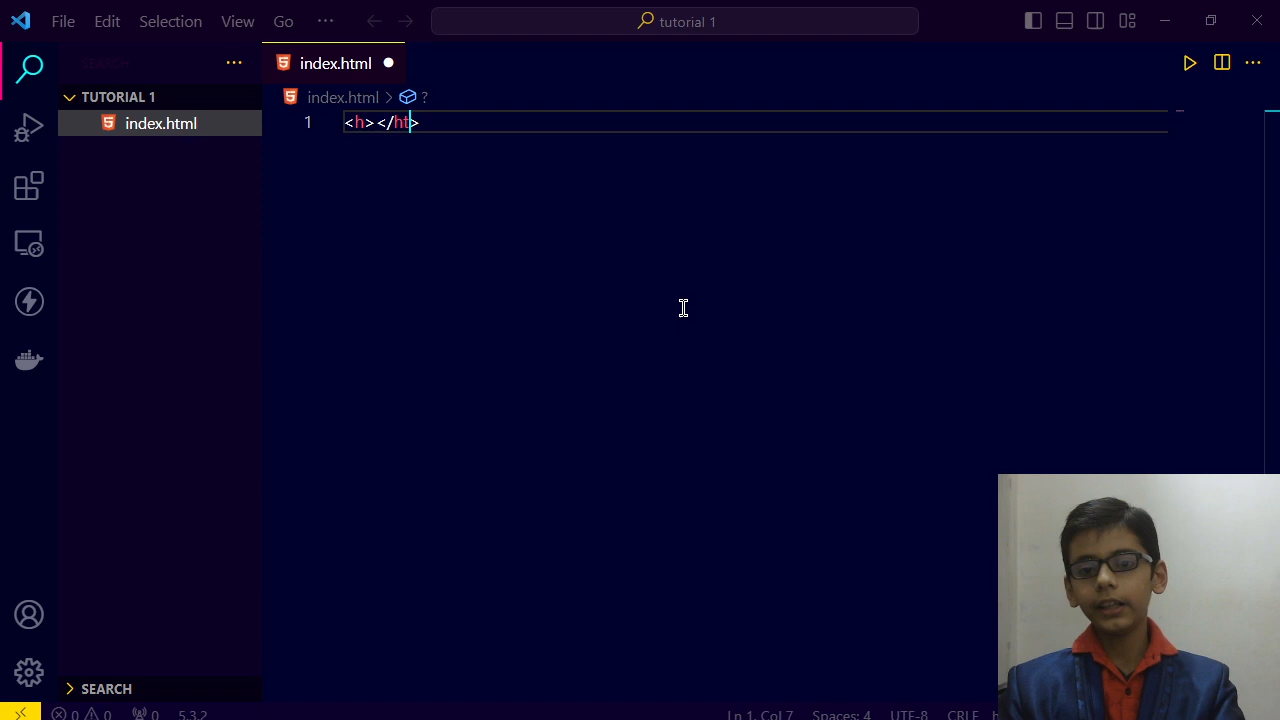 File Edit Selection View Go ··· tutorial 1
SEARCH ···
index.html
TUTORIAL 1
index.html > ?
index.html
1 <h></ht>
SEARCH
0 0 0 5.3.2 Ln 1, Col 7 Spaces: 4 UTF-8 CRLF